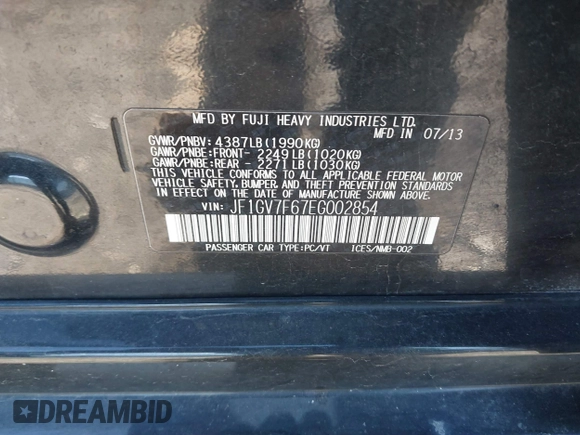 MFD BY FUJI HEAVY INDUSTRIES LTD.
MFD IN 07/13
GVWR/PNBV: 4387LB(1990KG)
GAWR/PNBE:FRONT- 2249LB(1020KG)
GAWR/PNBE:REAR - 2271LB(1030KG)
THIS VEHICLE CONFORMS TO ALL APPLICABLE FEDERAL MOTOR
VEHICLE SAFETY,BUMPER,AND THEFT PREVENTION STANDARDS
IN EFFECT ON THE DATE OF MANUFACTURE SHOWN ABOVE.
VIN: JF1GV7F67EG002854
PASSENGER CAR TYPE:PC/VT ICES/NMB-002
DREAMBID